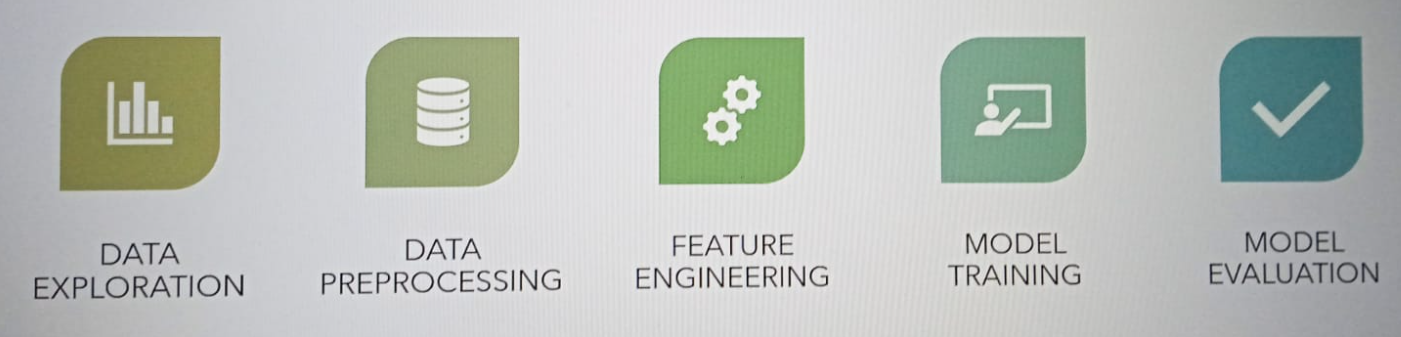 DATA
EXPLORATION
DATA
PREPROCESSING
FEATURE
ENGINEERING
MODEL
TRAINING
MODEL
EVALUATION